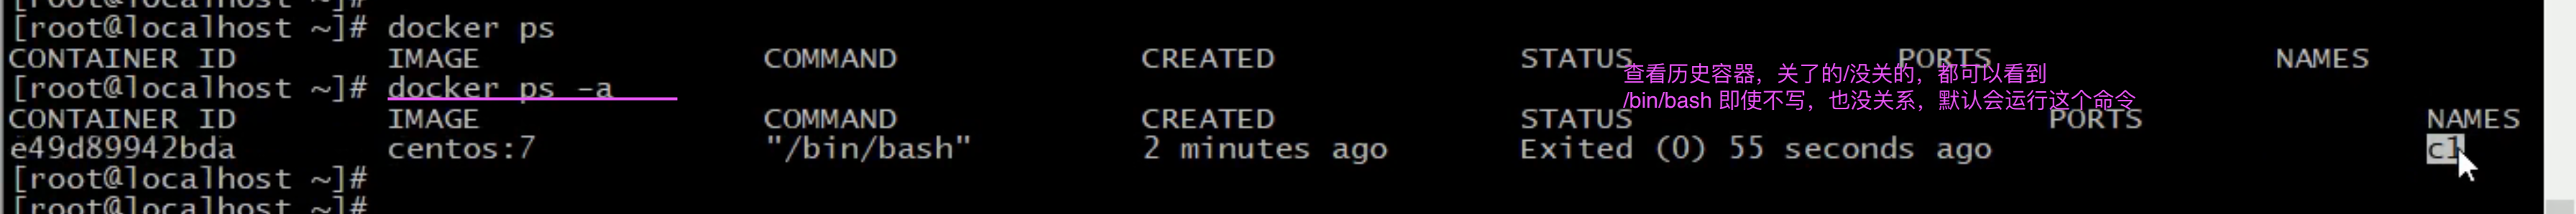 [root@localhost ~]#
[root@localhost ~]# docker ps
CONTAINER ID IMAGE COMMAND CREATED STATUS PORTS NAMES
[root@localhost ~]# docker ps -a
查看历史容器，关了的/没关的，都可以看到
/bin/bash 即使不写，也没关系，默认会运行这个命令
CONTAINER ID IMAGE COMMAND CREATED STATUS PORTS NAMES
e49d89942bda centos:7 "/bin/bash" 2 minutes ago Exited (0) 55 seconds ago c1
[root@localhost ~]#
[root@localhost ~]#